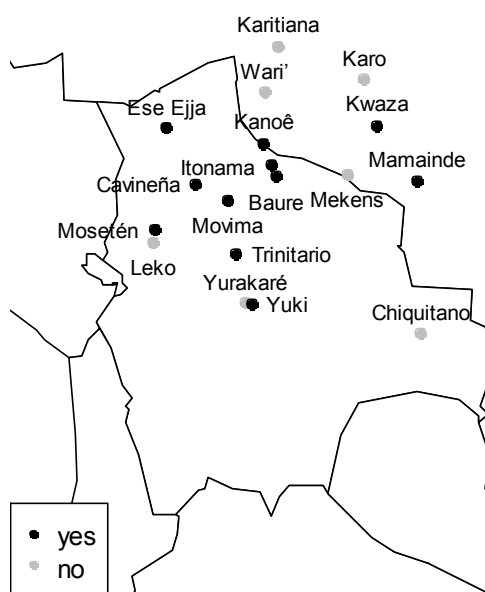 Karitiana
Karo
Wari'
Kwaza
Ese Ejja
Kanoê
Mamainde
Itonama
Cavineña
Baure
Mekens
Movima
Mosetén
Trinitario
Leko
Yurakaré
Yuki
Chiquitano
yes
no